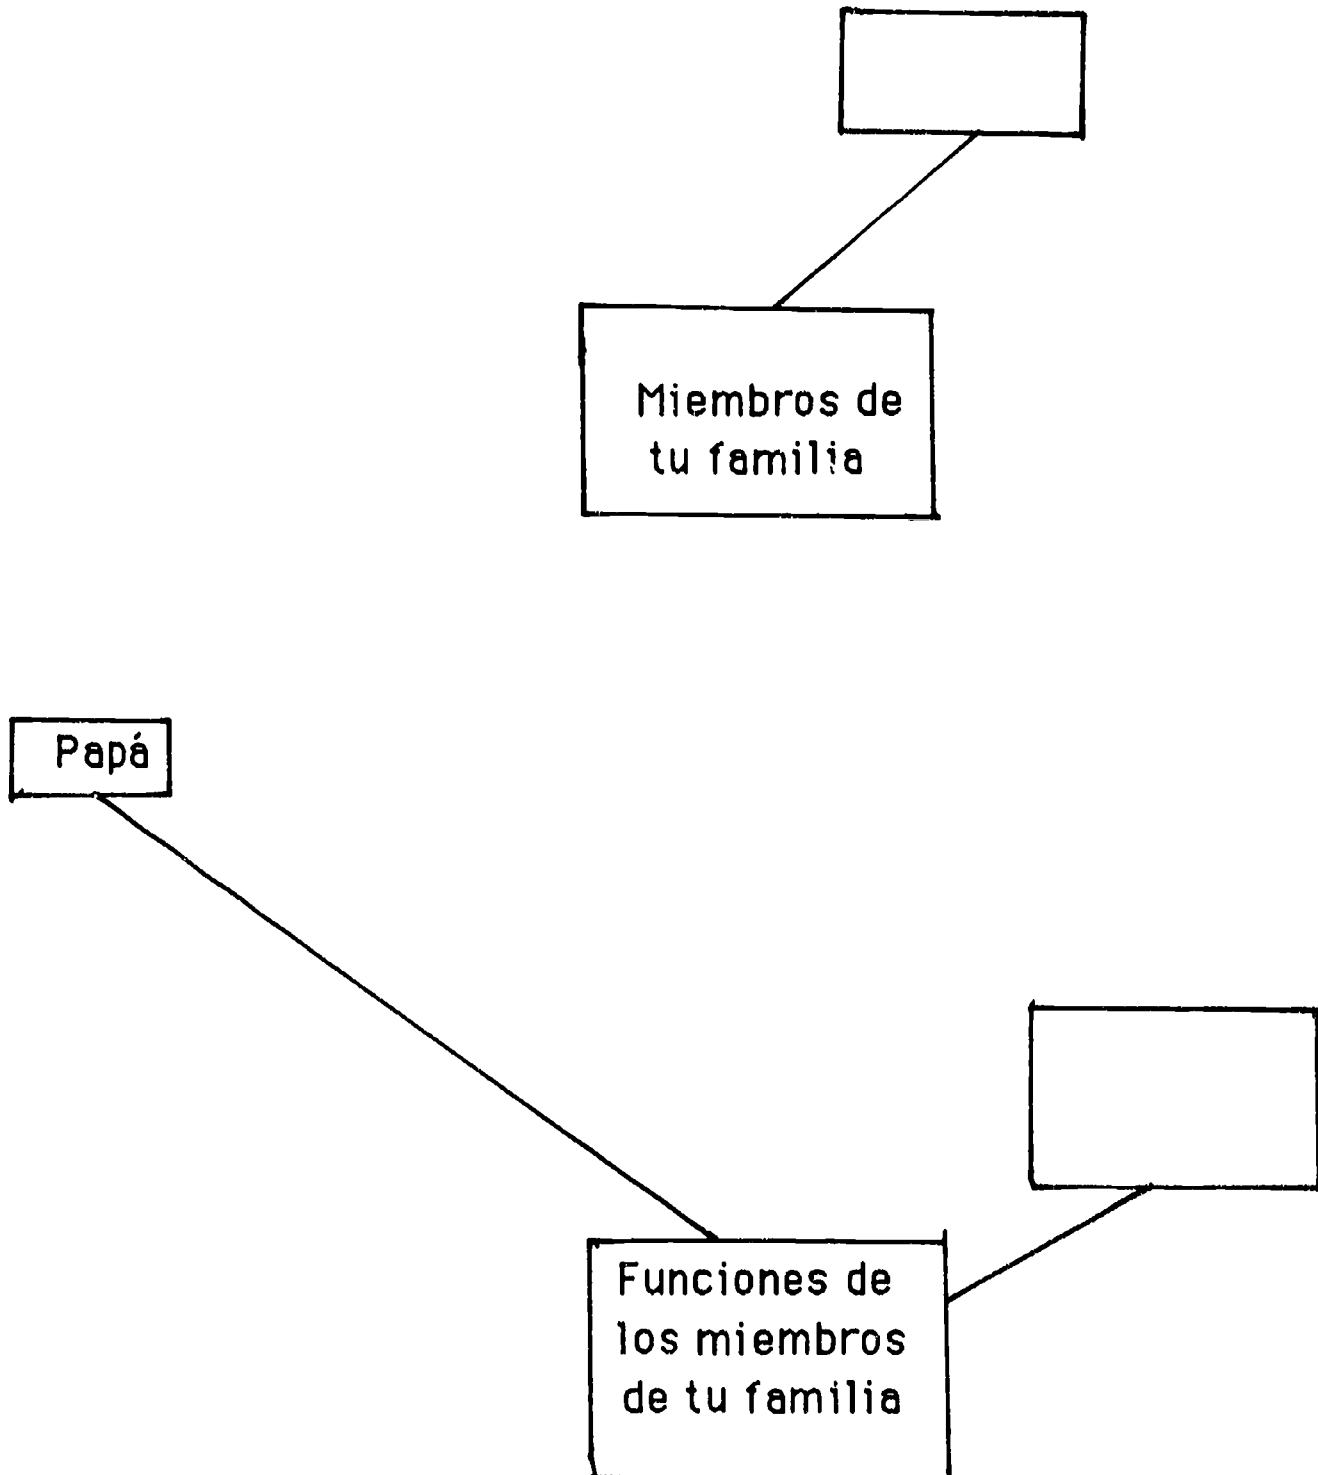 Miembros de
tu familia
Papá
Funciones de
los miembros
de tu familia